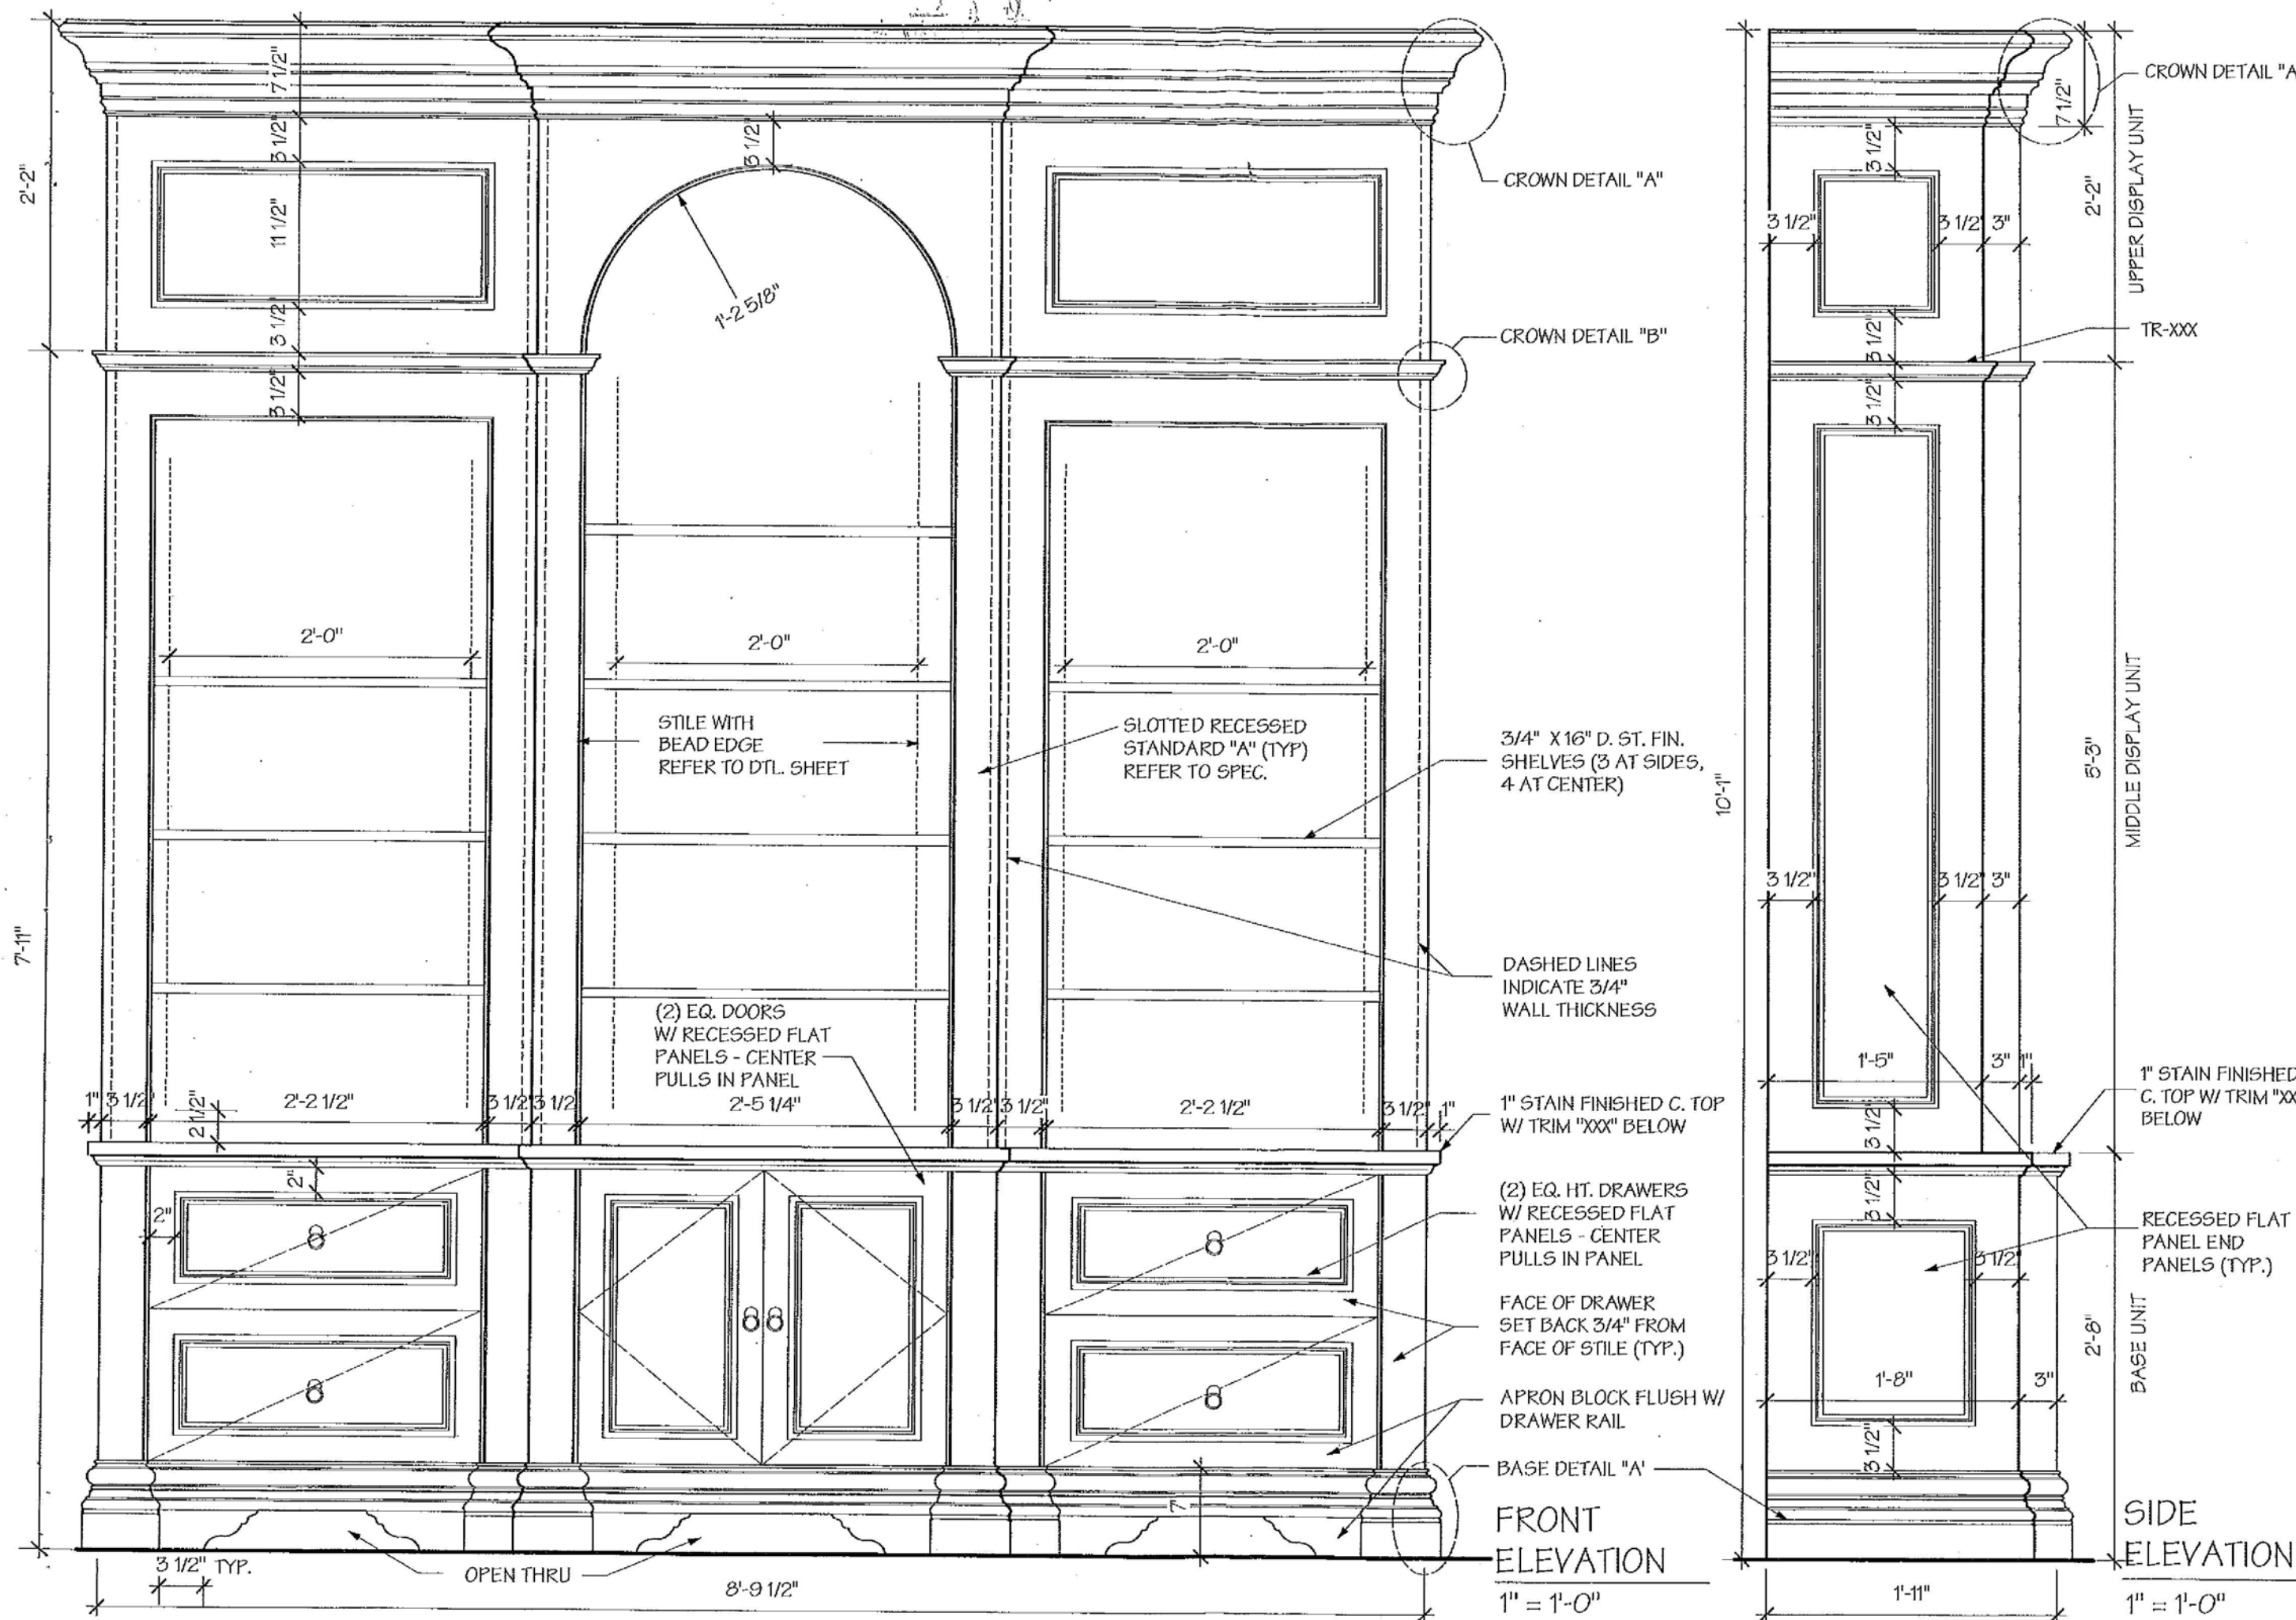 7 1/2"
3 1/2"
3 1/2"
2'-2"
11 1/2"
1'-2 5/8"
3 1/2
3 1/2"
CROWN DETAIL "A"
CROWN DETAIL "B"
2'-0"
2'-0"
2'-0"
STILE WITH
BEAD EDGE
REFER TO DTL. SHEET
SLOTTED RECESSED
STANDARD "A" (TYP)
REFER TO SPEC.
3/4" X 16" D. ST. FIN.
SHELVES (3 AT SIDES,
4 AT CENTER)
7'-11"
DASHED LINES
INDICATE 3/4"
WALL THICKNESS
(2) EQ. DOORS
W/ RECESSED FLAT
PANELS - CENTER
PULLS IN PANEL
1" 3 1/2" 2'-2 1/2" 3 1/2" 3 1/2 2'-5 1/4" 3 1/2" 3 1/2" 2'-2 1/2" 3 1/2" 1"
2 1/2"
1" STAIN FINISHED C. TOP
W/ TRIM "XXX" BELOW
2"
2"
(2) EQ. HT. DRAWERS
W/ RECESSED FLAT
PANELS - CENTER
PULLS IN PANEL
FACE OF DRAWER
SET BACK 3/4" FROM
FACE OF STILE (TYP.)
APRON BLOCK FLUSH W/
DRAWER RAIL
BASE DETAIL "A'
7"
3 1/2" TYP.
OPEN THRU
8'-9 1/2"
FRONT
ELEVATION
1" = 1'-0"
CROWN DETAIL "A
7 1/2"
3 1/2"
2'-2"
UPPER DISPLAY UNIT
3 1/2" 3 1/2" 3"
3 1/2"
TR-XXX
3 1/2"
10'-1"
5'-3"
MIDDLE DISPLAY UNIT
3 1/2" 3 1/2" 3"
1'-5" 3" 1"
3 1/2"
1" STAIN FINISHED
C. TOP W/ TRIM "XX
BELOW
3 1/2"
3 1/2" 3 1/2"
RECESSED FLAT
PANEL END
PANELS (TYP.)
2'-8"
BASE UNIT
1'-8" 3"
3 1/2"
1'-11"
SIDE
ELEVATION
1" = 1'-0"